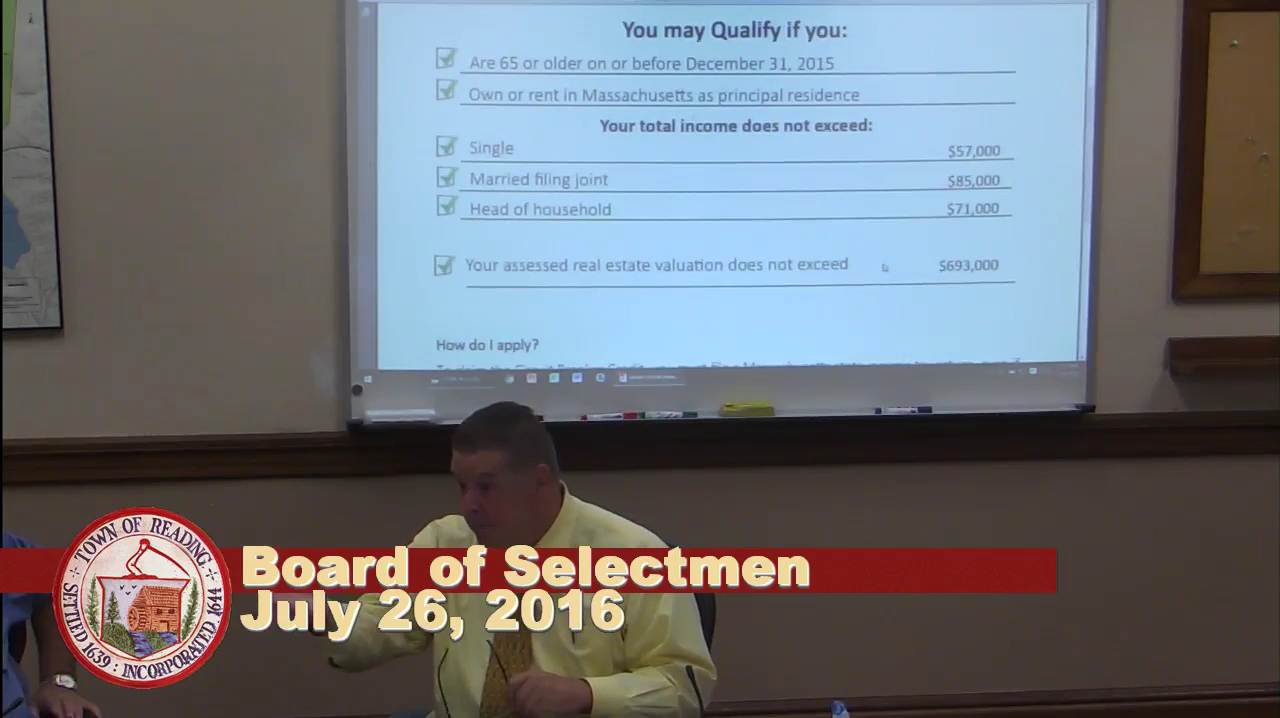 You may Qualify if you:
Are 65 or older on or before December 31, 2015
Own or rent in Massachusetts as principal residence
Your total income does not exceed:
Single $57,000
Married filing joint $85,000
Head of household $71,000
Your assessed real estate valuation does not exceed $693,000
How do I apply?
TOWN OF READING
SETTLED 1639 : INCORPORATED 1644
Board of Selectmen
July 26, 2016